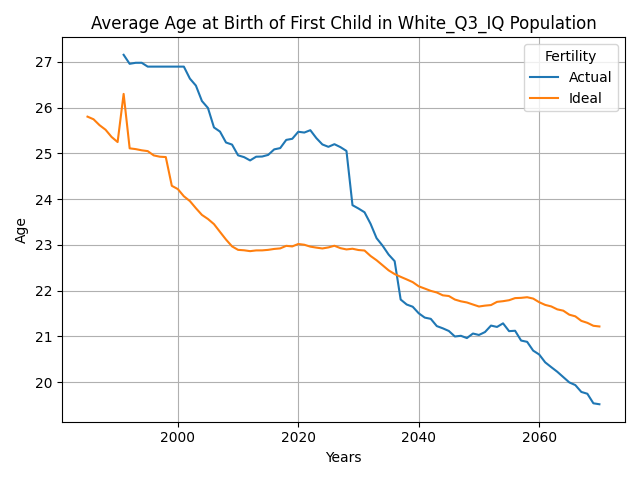 Average Age at Birth of First Child in White_Q3_IQ Population
Fertility
Actual
Ideal
Age
27
26
25
24
23
22
21
20
2000
2020
2040
2060
Years